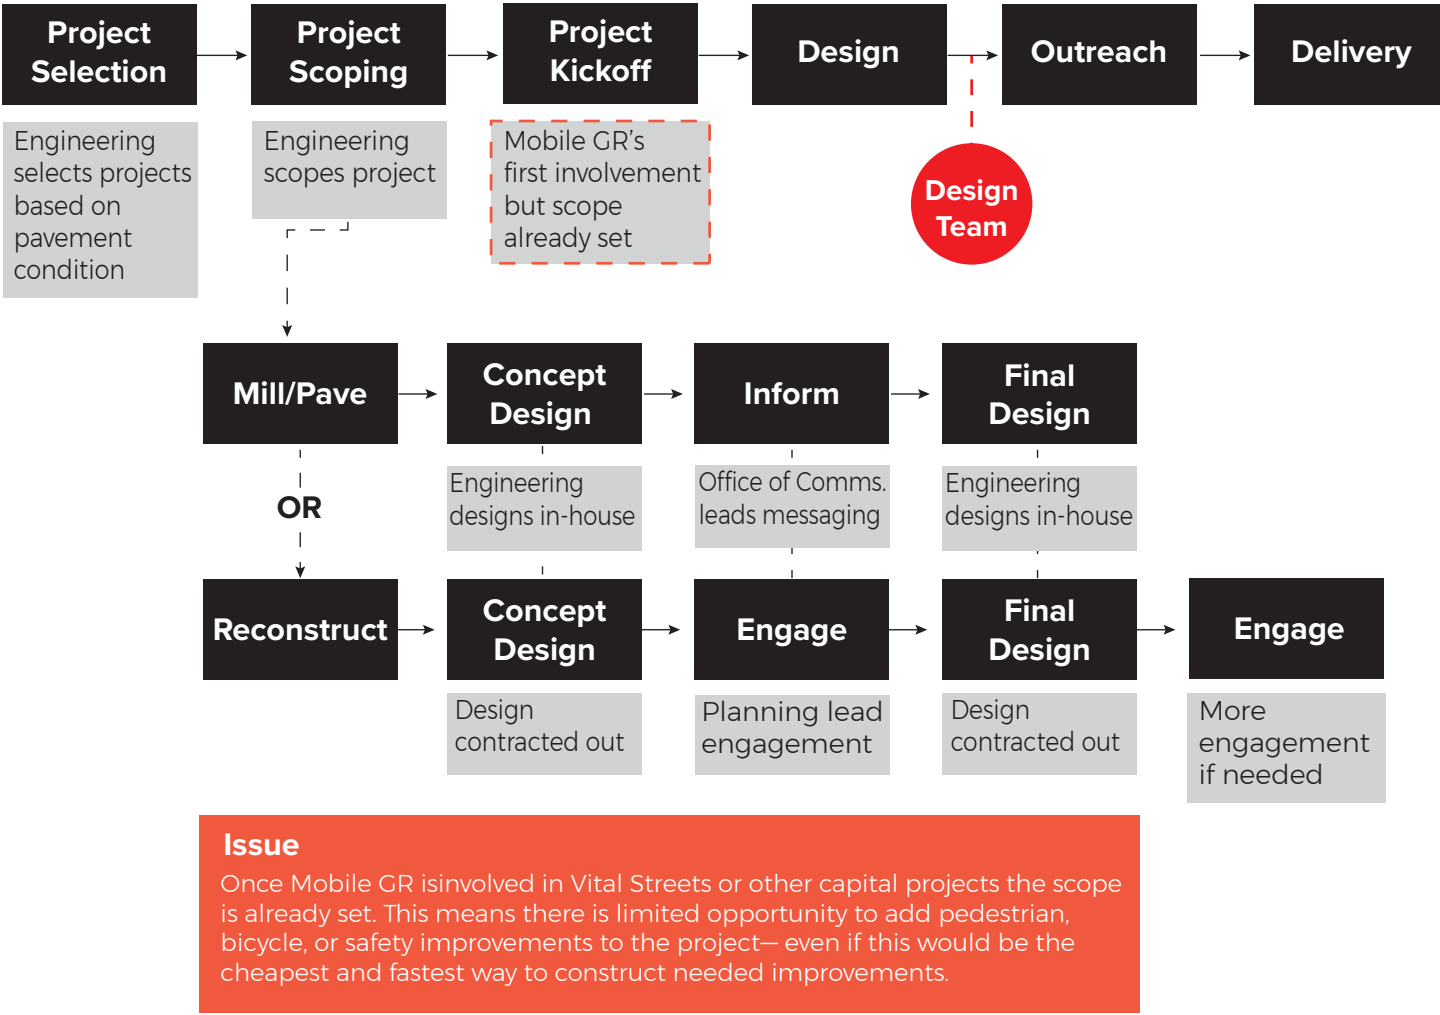 Project
Selection
Project
Scoping
Project
Kickoff
Design
Outreach
Delivery
Engineering
selects projects
based on
pavement
condition
Engineering
scopes project
Mobile GR’s
first involvement
but scope
already set
Design
Team
Mill/Pave
Concept
Design
Inform
Final
Design
Engineering
designs in-house
Office of Comms.
leads messaging
Engineering
designs in-house
OR
Reconstruct
Concept
Design
Engage
Final
Design
Engage
Design
contracted out
Planning lead
engagement
Design
contracted out
More
engagement
if needed
Issue
Once Mobile GR isinvolved in Vital Streets or other capital projects the scope
is already set. This means there is limited opportunity to add pedestrian,
bicycle, or safety improvements to the project— even if this would be the
cheapest and fastest way to construct needed improvements.